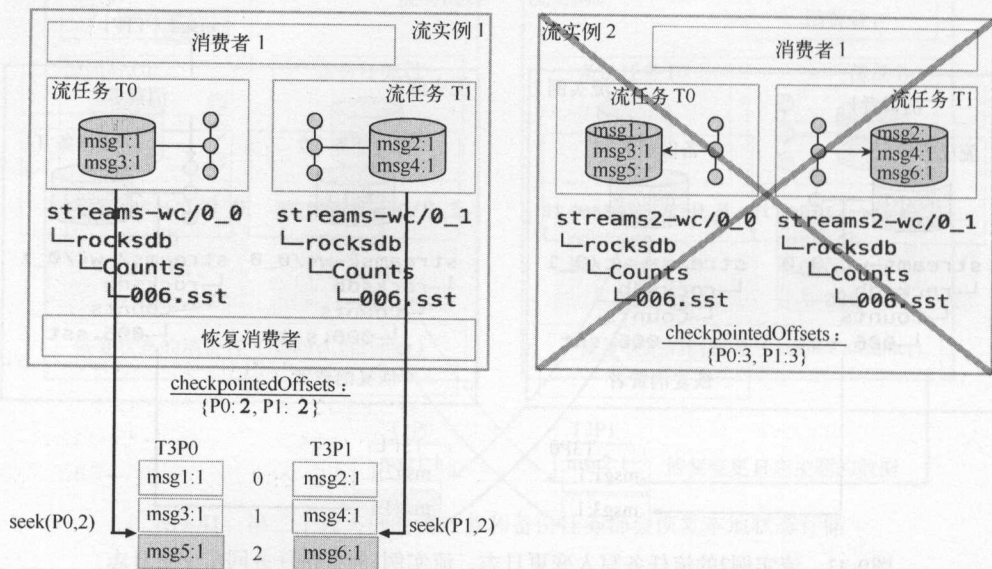 流实例 1
消费者 1
流任务 T0
msg1:1
msg3:1
流任务 T1
msg2:1
msg4:1
streams-wc/0_0
rocksdb
Counts
006.sst
streams-wc/0_1
rocksdb
Counts
006.sst
恢复消费者
checkpointedOffsets：
{P0: 2, P1: 2}
T3P0
T3P1
msg1:1
0
msg2:1
msg3:1
1
msg4:1
seek(P0,2)
msg5:1
2
msg6:1
seek(P1,2)
流实例 2
消费者 1
流任务 T0
msg1:1
msg3:1
msg5:1
流任务 T1
msg2:1
msg4:1
msg6:1
streams2-wc/0_0
rocksdb
Counts
006.sst
streams2-wc/0_1
rocksdb
Counts
006.sst
checkpointedOffsets：
{P0:3, P1:3}